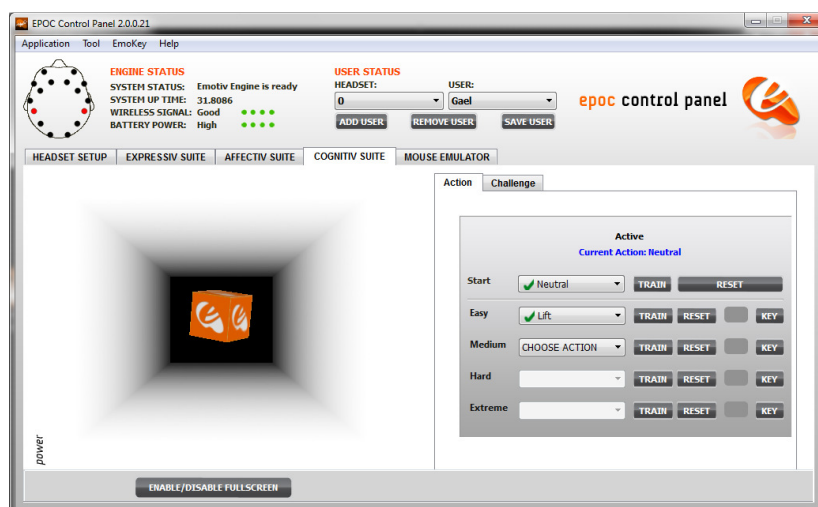 EPOC Control Panel 2.0.0.21
Application Tool EmoKey Help
ENGINE STATUS
SYSTEM STATUS: Emotiv Engine is ready
SYSTEM UP TIME: 31.8086
WIRELESS SIGNAL: Good
BATTERY POWER: High
USER STATUS
HEADSET: USER:
0 Gael
ADD USER REMOVE USER SAVE USER
epoc control panel
HEADSET SETUP EXPRESSIV SUITE AFFECTIV SUITE COGNITIV SUITE MOUSE EMULATOR
Action Challenge
Active
Current Action: Neutral
Start Neutral TRAIN RESET
Easy Lift TRAIN RESET KEY
Medium CHOOSE ACTION TRAIN RESET KEY
Hard TRAIN RESET KEY
Extreme TRAIN RESET KEY
power
ENABLE/DISABLE FULLSCREEN